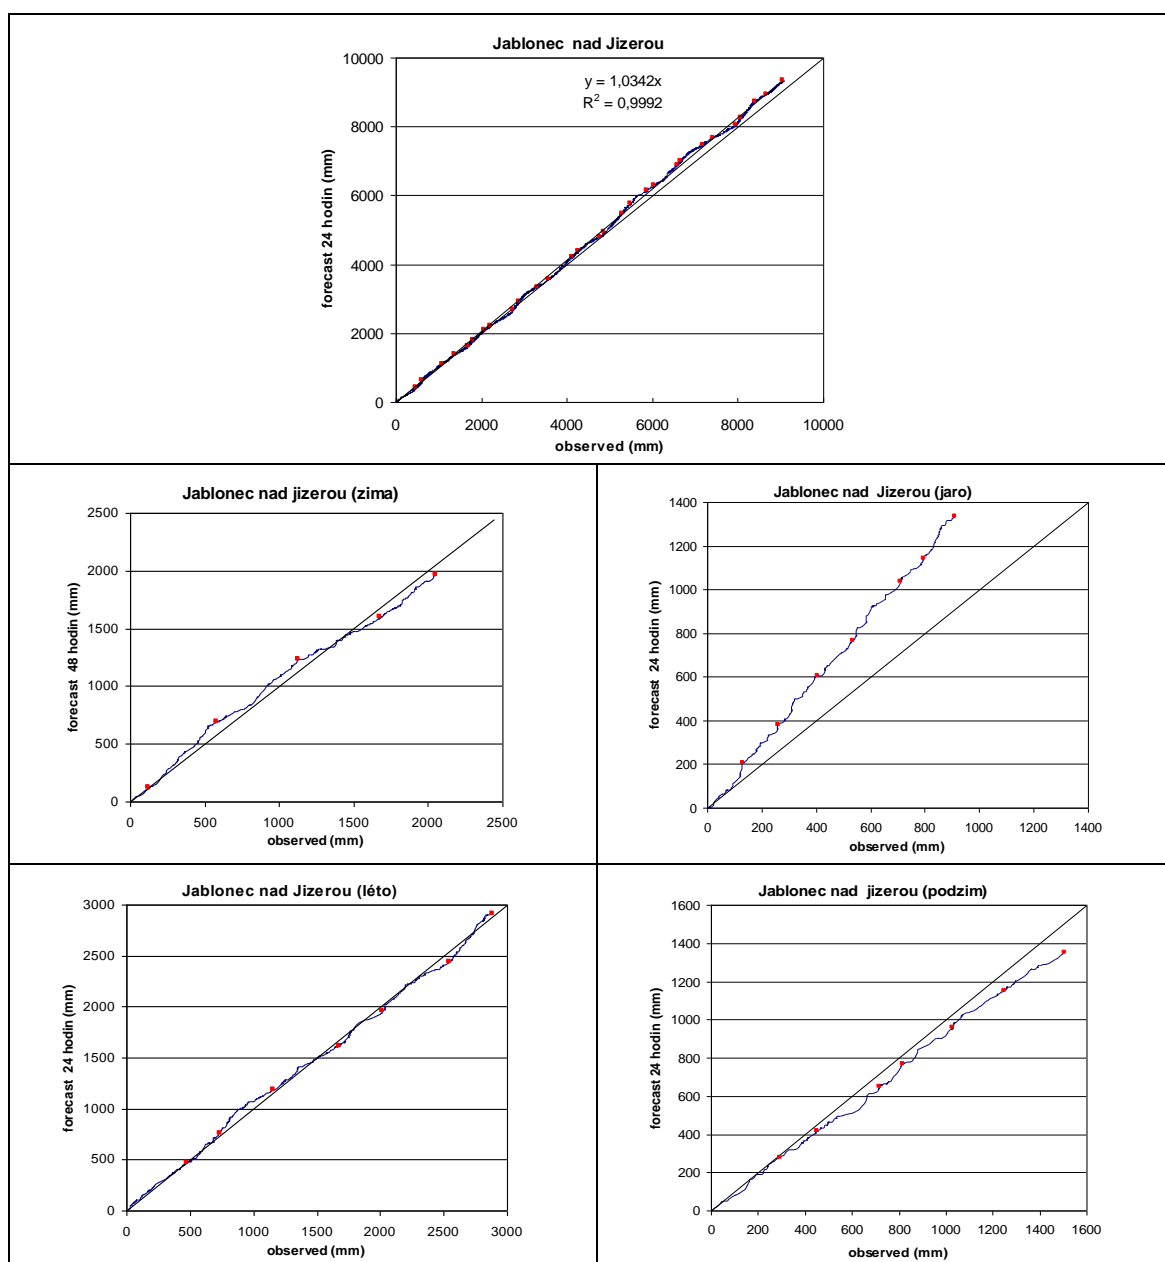 Jablonec nad Jizerou
y = 1,0342x
R² = 0,9992
forecast 24 hodin (mm)
10000
8000
6000
4000
2000
0
0 2000 4000 6000 8000 10000
observed (mm)
Jablonec nad jizerou (zima)
forecast 48 hodin (mm)
2500
2000
1500
1000
500
0
0 500 1000 1500 2000 2500
observed (mm)
Jablonec nad Jizerou (jaro)
forecast 24 hodin (mm)
1400
1200
1000
800
600
400
200
0
0 200 400 600 800 1000 1200 1400
observed (mm)
Jablonec nad Jizerou (léto)
forecast 24 hodin (mm)
3000
2500
2000
1500
1000
500
0
0 500 1000 1500 2000 2500 3000
observed (mm)
Jablonec nad jizerou (podzim)
forecast 24 hodin (mm)
1600
1400
1200
1000
800
600
400
200
0
0 200 400 600 800 1000 1200 1400 1600
observed (mm)